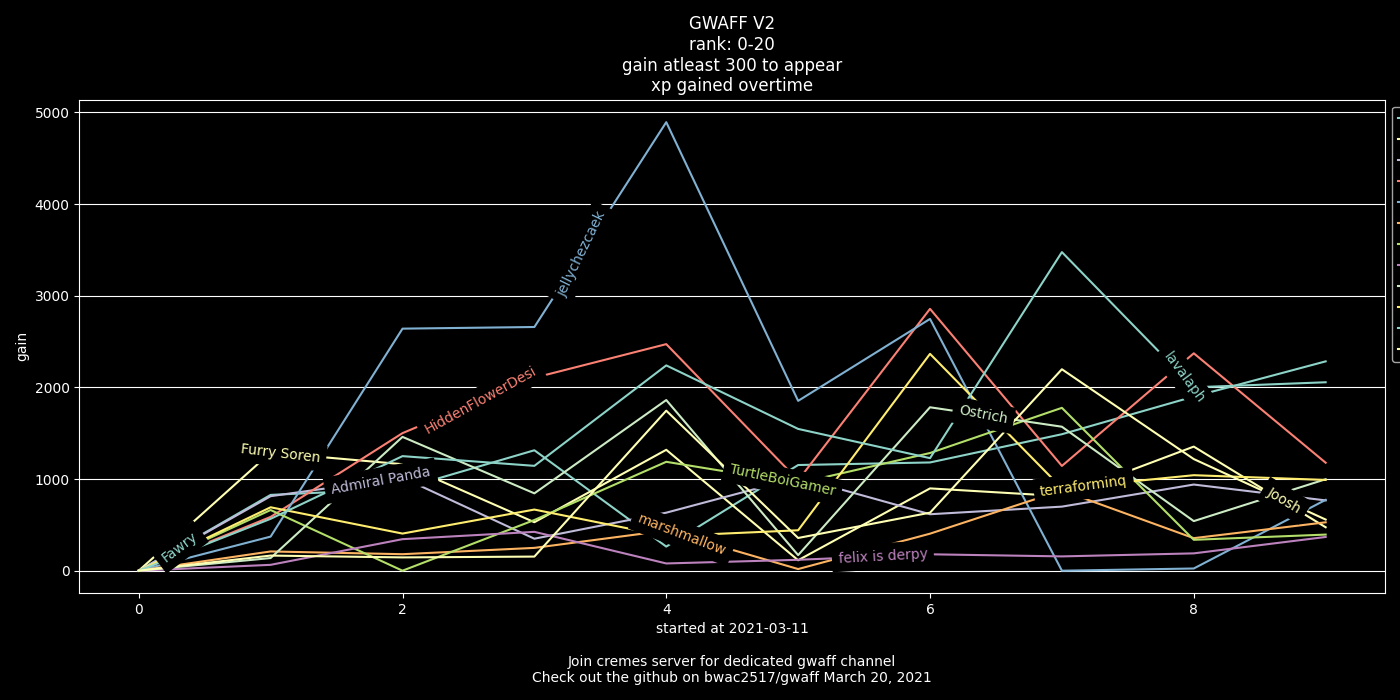 GWAFF V2
rank: 0-20
gain atleast 300 to appear
xp gained overtime
5000
4000
3000
2000
1000
0
gain
jellychezcaek
HiddenFlowerDesi
lavalaph
Ostrich
Furry Soren
Admiral Panda
TurtleBoiGamer
terraforminq
Joosh
marshmallow
Fawry
felix is derpy
0 2 4 6 8
started at 2021-03-11
Join cremes server for dedicated gwaff channel
Check out the github on bwac2517/gwaff March 20, 2021